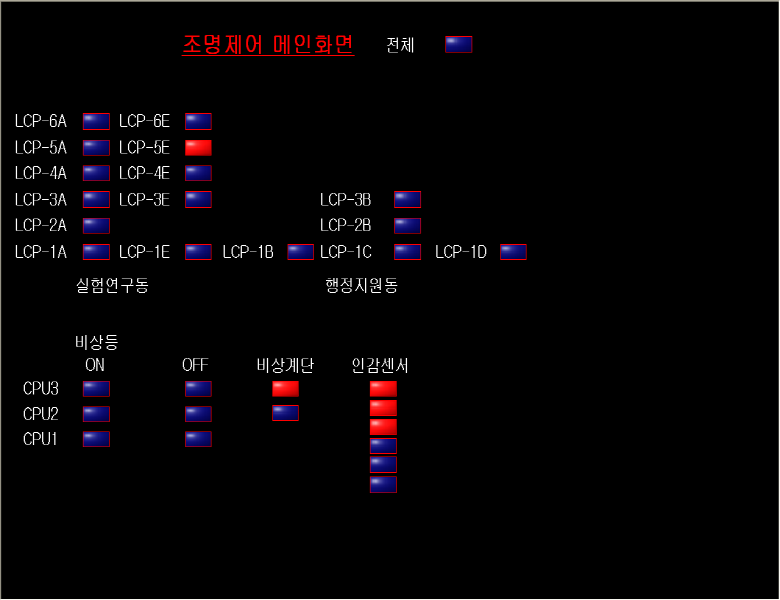 조명제어 메인화면 전체
LCP-6A LCP-6E
LCP-5A LCP-5E
LCP-4A LCP-4E
LCP-3A LCP-3E LCP-3B
LCP-2A LCP-2B
LCP-1A LCP-1E LCP-1B LCP-1C LCP-1D
실험연구동 행정지원동
비상등
ON OFF 비상계단 인감센서
CPU3
CPU2
CPU1